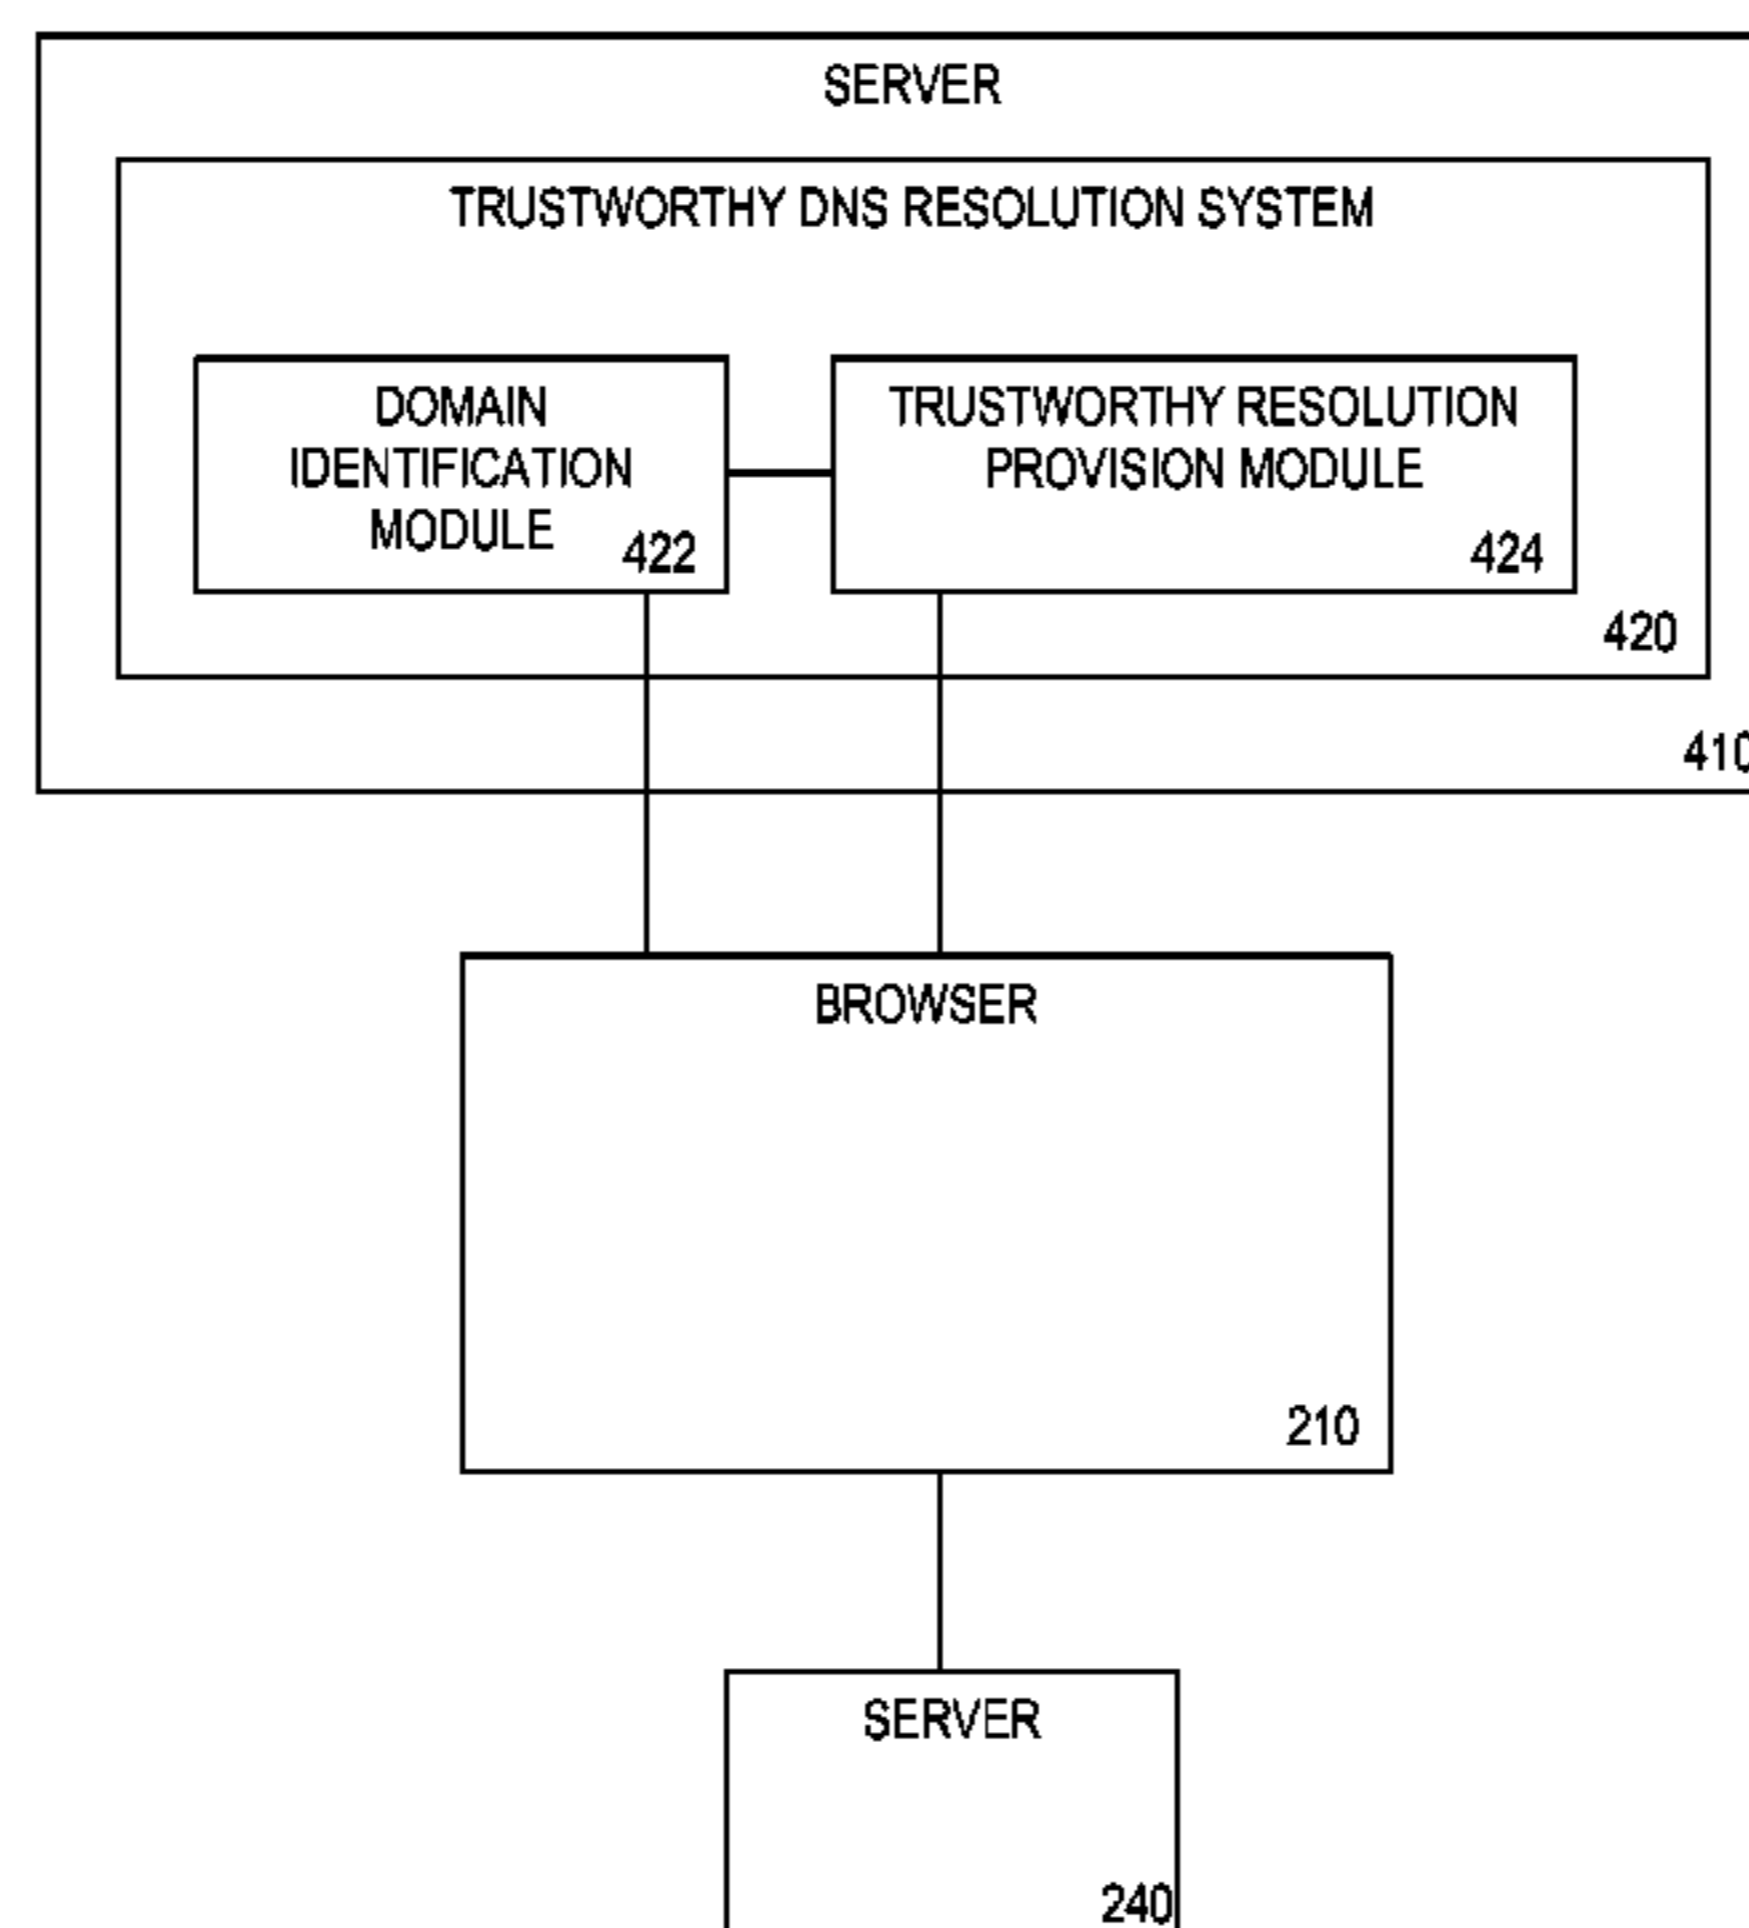 SERVER
TRUSTWORTHY DNS RESOLUTION SYSTEM
DOMAIN
IDENTIFICATION
MODULE
422
TRUSTWORTHY RESOLUTION
PROVISION MODULE
424
420
410
BROWSER
210
SERVER
240